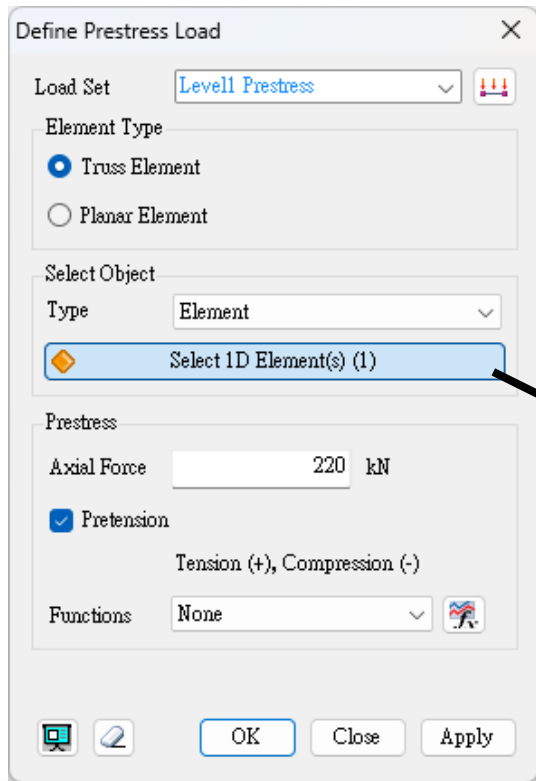 Define Prestress Load
Load Set Level1 Prestress
Element Type
Truss Element
Planar Element
Select Object
Type Element
Select 1D Element(s) (1)
Prestress
Axial Force 220 kN
Pretension
Tension (+), Compression (-)
Functions None
OK Close Apply